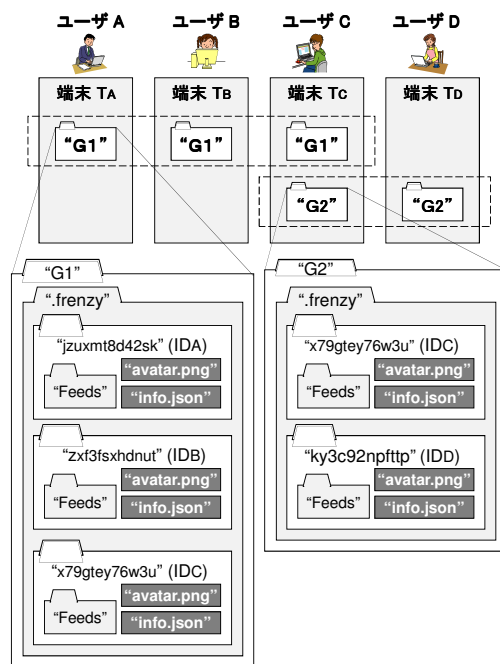 ユーザ A ユーザ B ユーザ C ユーザ D
端末 TA 端末 TB 端末 TC 端末 TD
“G1” “G1” “G1”
“G2” “G2”
“G1”
“.frenzy”
“jzuxmt8d42sk” (IDA)
“Feeds”
“avatar.png”
“info.json”
“zxf3fsxhdnut” (IDB)
“Feeds”
“avatar.png”
“info.json”
“x79gtey76w3u” (IDC)
“Feeds”
“avatar.png”
“info.json”
“G2”
“.frenzy”
“x79gtey76w3u” (IDC)
“Feeds”
“avatar.png”
“info.json”
“ky3c92npfttp” (IDD)
“Feeds”
“avatar.png”
“info.json”